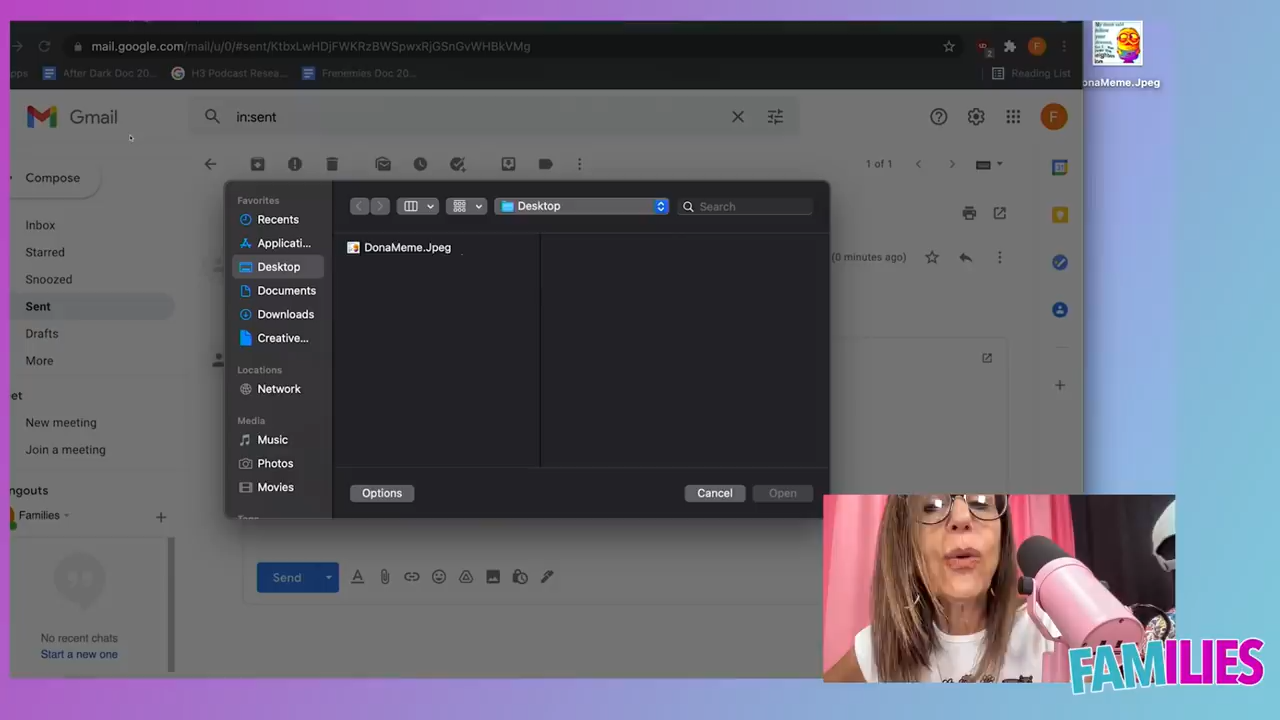 mail.google.com/mail/u/0/#sent/KtbxLwHDjFWKRzBWSpwxRjGSnGvWHBkVMg
F
After Dark Doc 20...
H3 Podcast Resea...
Frenemies Doc 20...
Reading List
DonaMeme.Jpeg
Gmail
in:sent
F
Compose
1 of 1
Inbox
Starred
Snoozed
Sent
Drafts
More
New meeting
Join a meeting
Families
No recent chats
Start a new one
Favorites
Recents
Applicati...
Desktop
Documents
Downloads
Creative...
Locations
Network
Media
Music
Photos
Movies
Desktop
Search
DonaMeme.Jpeg
(0 minutes ago)
Options
Cancel
Open
Send
FAMILIES